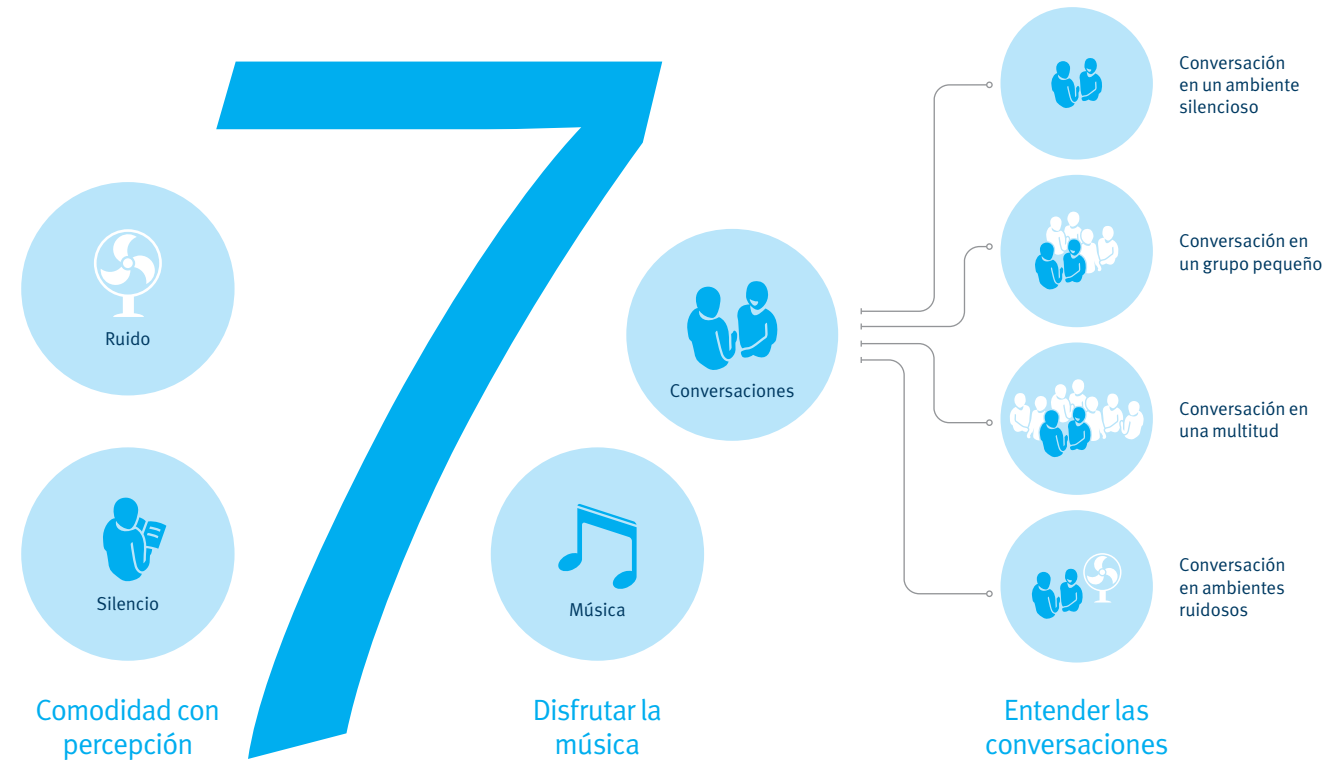 7
Ruido
Silencio
Comodidad con
percepción
Música
Disfrutar la
música
Conversaciones
Conversación
en un ambiente
silencioso
Conversación en
un grupo pequeño
Conversación en
una multitud
Conversación
en ambientes
ruidosos
Entender las
conversaciones